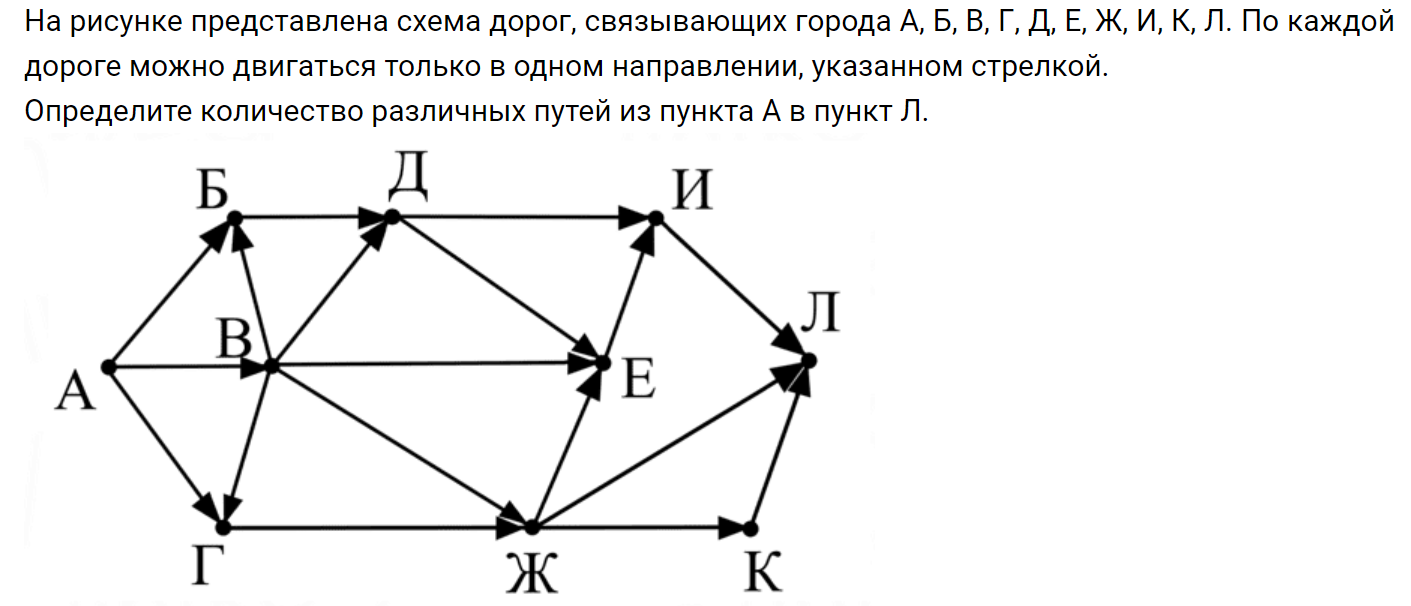 На рисунке представлена схема дорог, связывающих города А, Б, В, Г, Д, Е, Ж, И, К, Л. По каждой
дороге можно двигаться только в одном направлении, указанном стрелкой.
Определите количество различных путей из пункта А в пункт Л.
Д
Б
И
Л
В
Е
А
Г
Ж
К